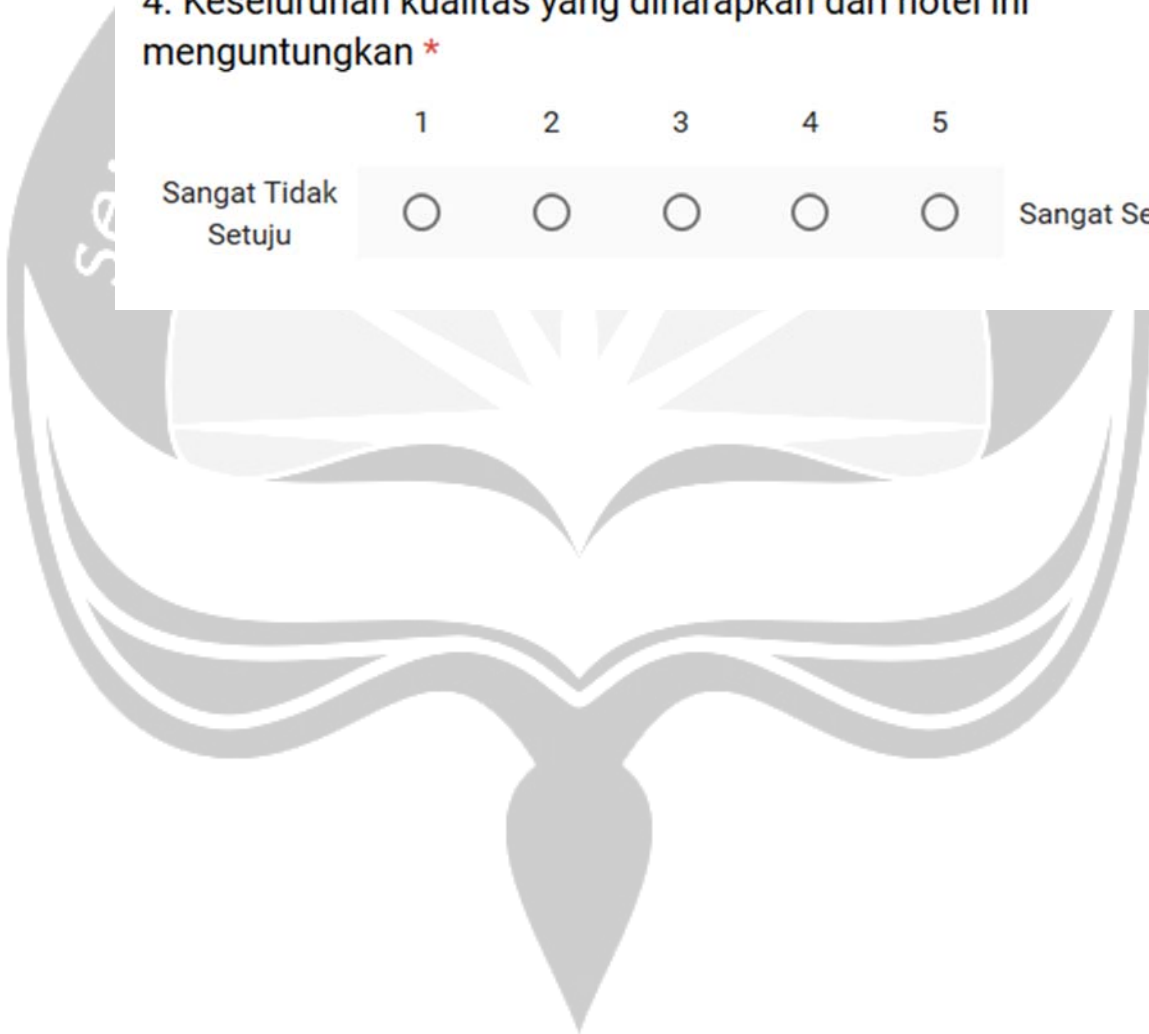 4. Keseluruhan kualitas yang diharapkan dari hotel ini
menguntungkan *
1 2 3 4 5
Sangat Tidak
Setuju
Sangat Se